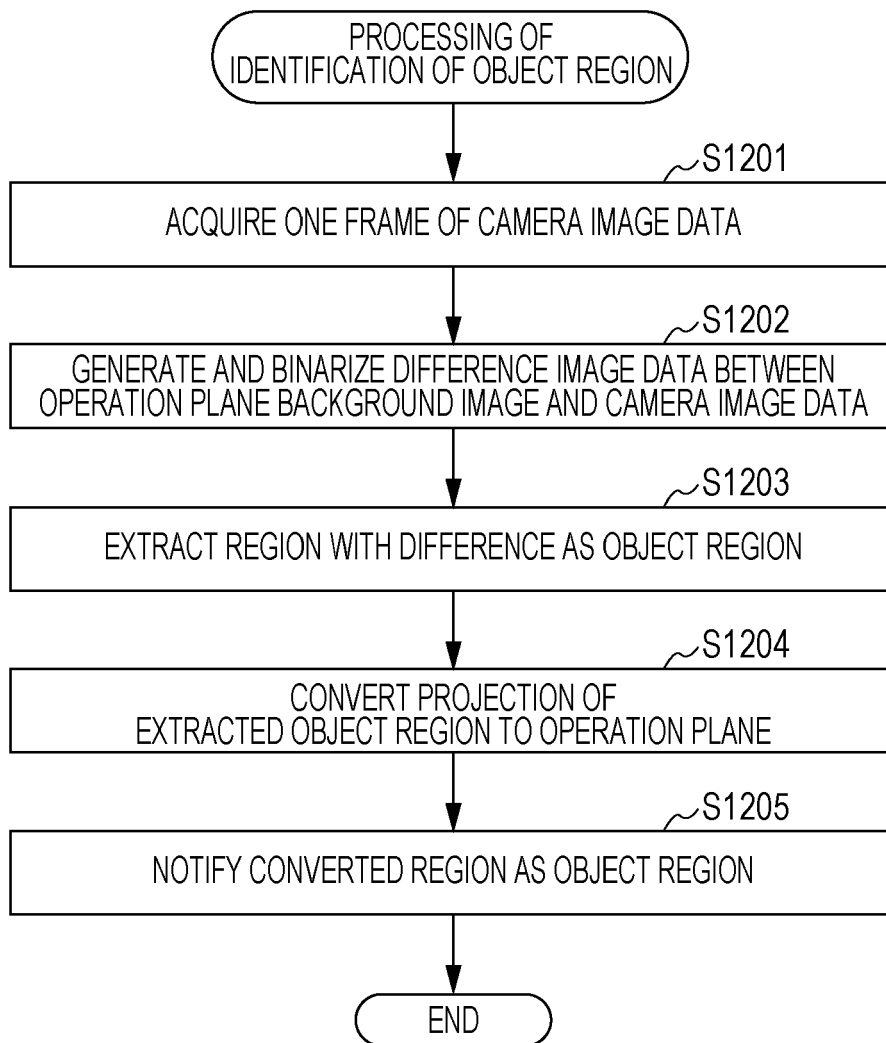 PROCESSING OF
IDENTIFICATION OF OBJECT REGION
S1201
ACQUIRE ONE FRAME OF CAMERA IMAGE DATA
S1202
GENERATE AND BINARIZE DIFFERENCE IMAGE DATA BETWEEN
OPERATION PLANE BACKGROUND IMAGE AND CAMERA IMAGE DATA
S1203
EXTRACT REGION WITH DIFFERENCE AS OBJECT REGION
S1204
CONVERT PROJECTION OF
EXTRACTED OBJECT REGION TO OPERATION PLANE
S1205
NOTIFY CONVERTED REGION AS OBJECT REGION
END